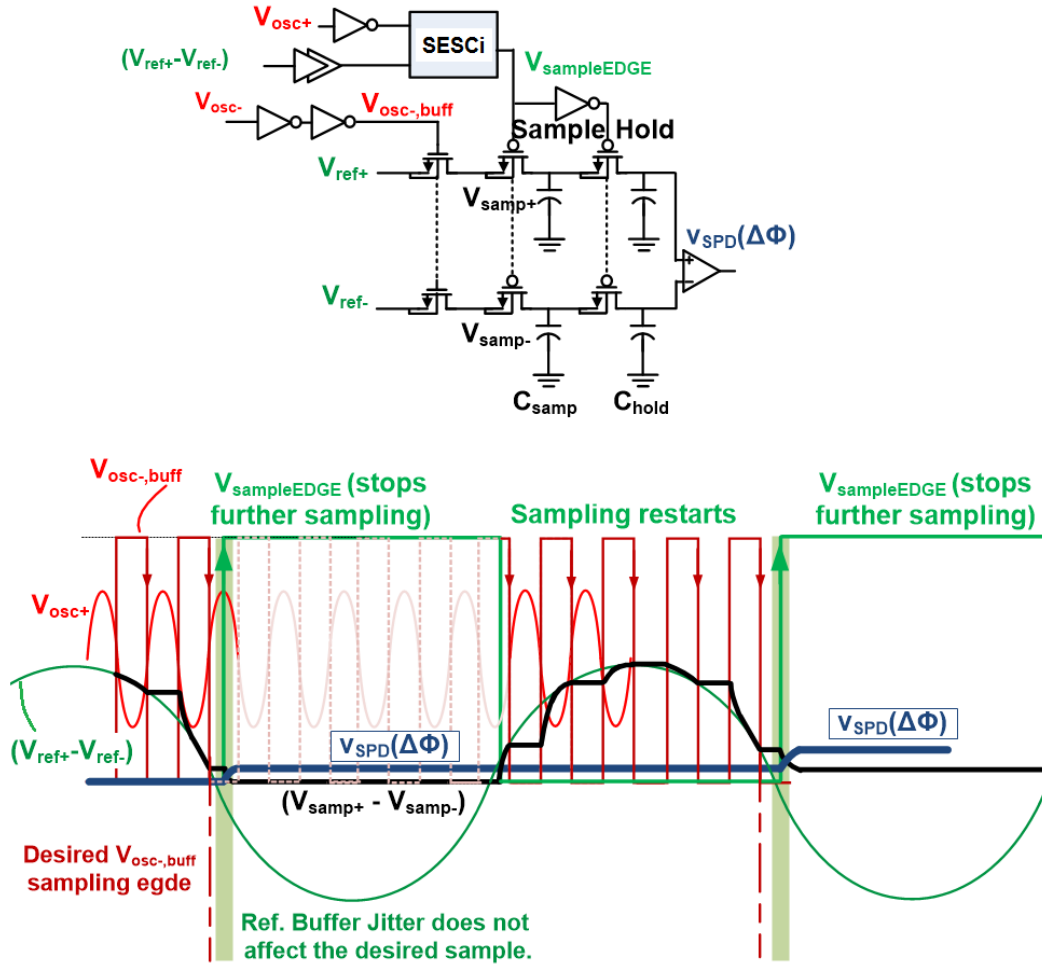 Vosc+
SESCi
(Vref+-Vref-)
VsampleEDGE
Vosc-
Vosc-,buff
Sample Hold
Vref+
Vsamp+
vSPD(ΔΦ)
Vref-
Vsamp-
Csamp
Chold
Vosc-,buff
VsampleEDGE (stops
further sampling)
Sampling restarts
VsampleEDGE (stops
further sampling)
Vosc+
(Vref+-Vref-)
vSPD(ΔΦ)
vSPD(ΔΦ)
(Vsamp+ - Vsamp-)
Desired Vosc-,buff
sampling egde
Ref. Buffer Jitter does not
affect the desired sample.